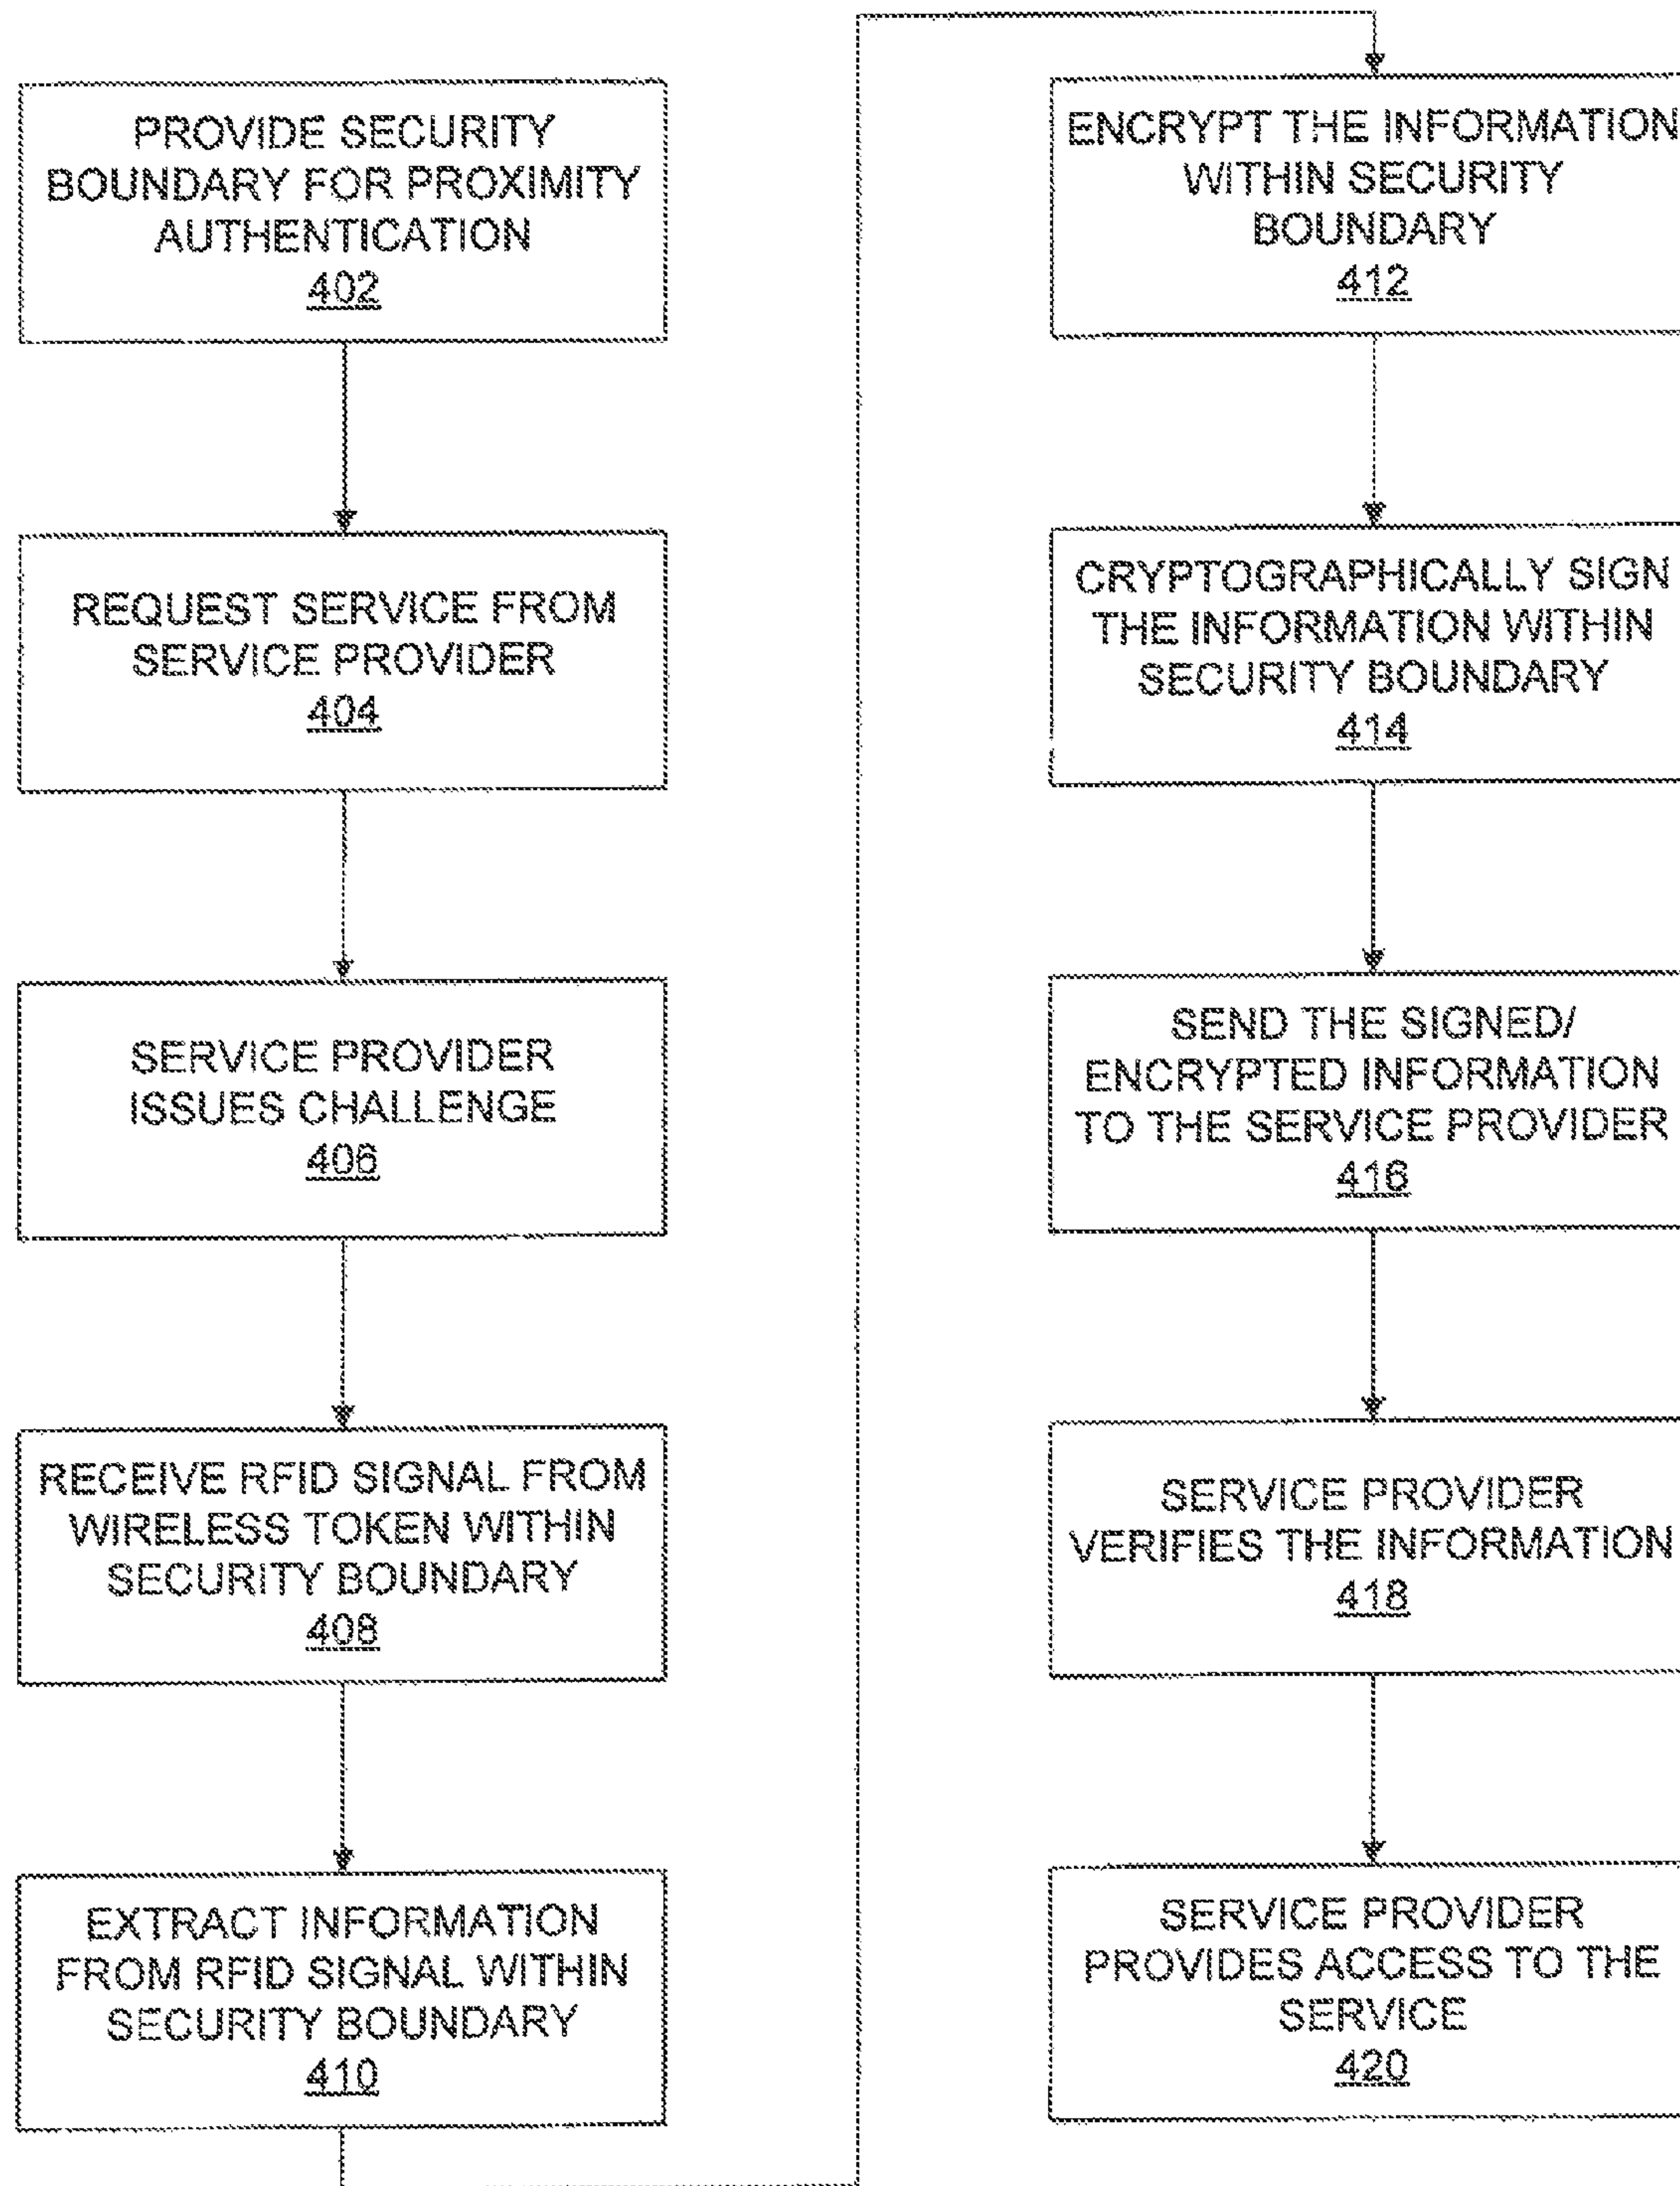 PROVIDE SECURITY
BOUNDARY FOR PROXIMITY
AUTHENTICATION
402
REQUEST SERVICE FROM
SERVICE PROVIDER
404
SERVICE PROVIDER
ISSUES CHALLENGE
406
RECEIVE RFID SIGNAL FROM
WIRELESS TOKEN WITHIN
SECURITY BOUNDARY
408
EXTRACT INFORMATION
FROM RFID SIGNAL WITHIN
SECURITY BOUNDARY
410
ENCRYPT THE INFORMATION
WITHIN SECURITY
BOUNDARY
412
CRYPTOGRAPHICALLY SIGN
THE INFORMATION WITHIN
SECURITY BOUNDARY
414
SEND THE SIGNED/
ENCRYPTED INFORMATION
TO THE SERVICE PROVIDER
416
SERVICE PROVIDER
VERIFIES THE INFORMATION
418
SERVICE PROVIDER
PROVIDES ACCESS TO THE
SERVICE
420